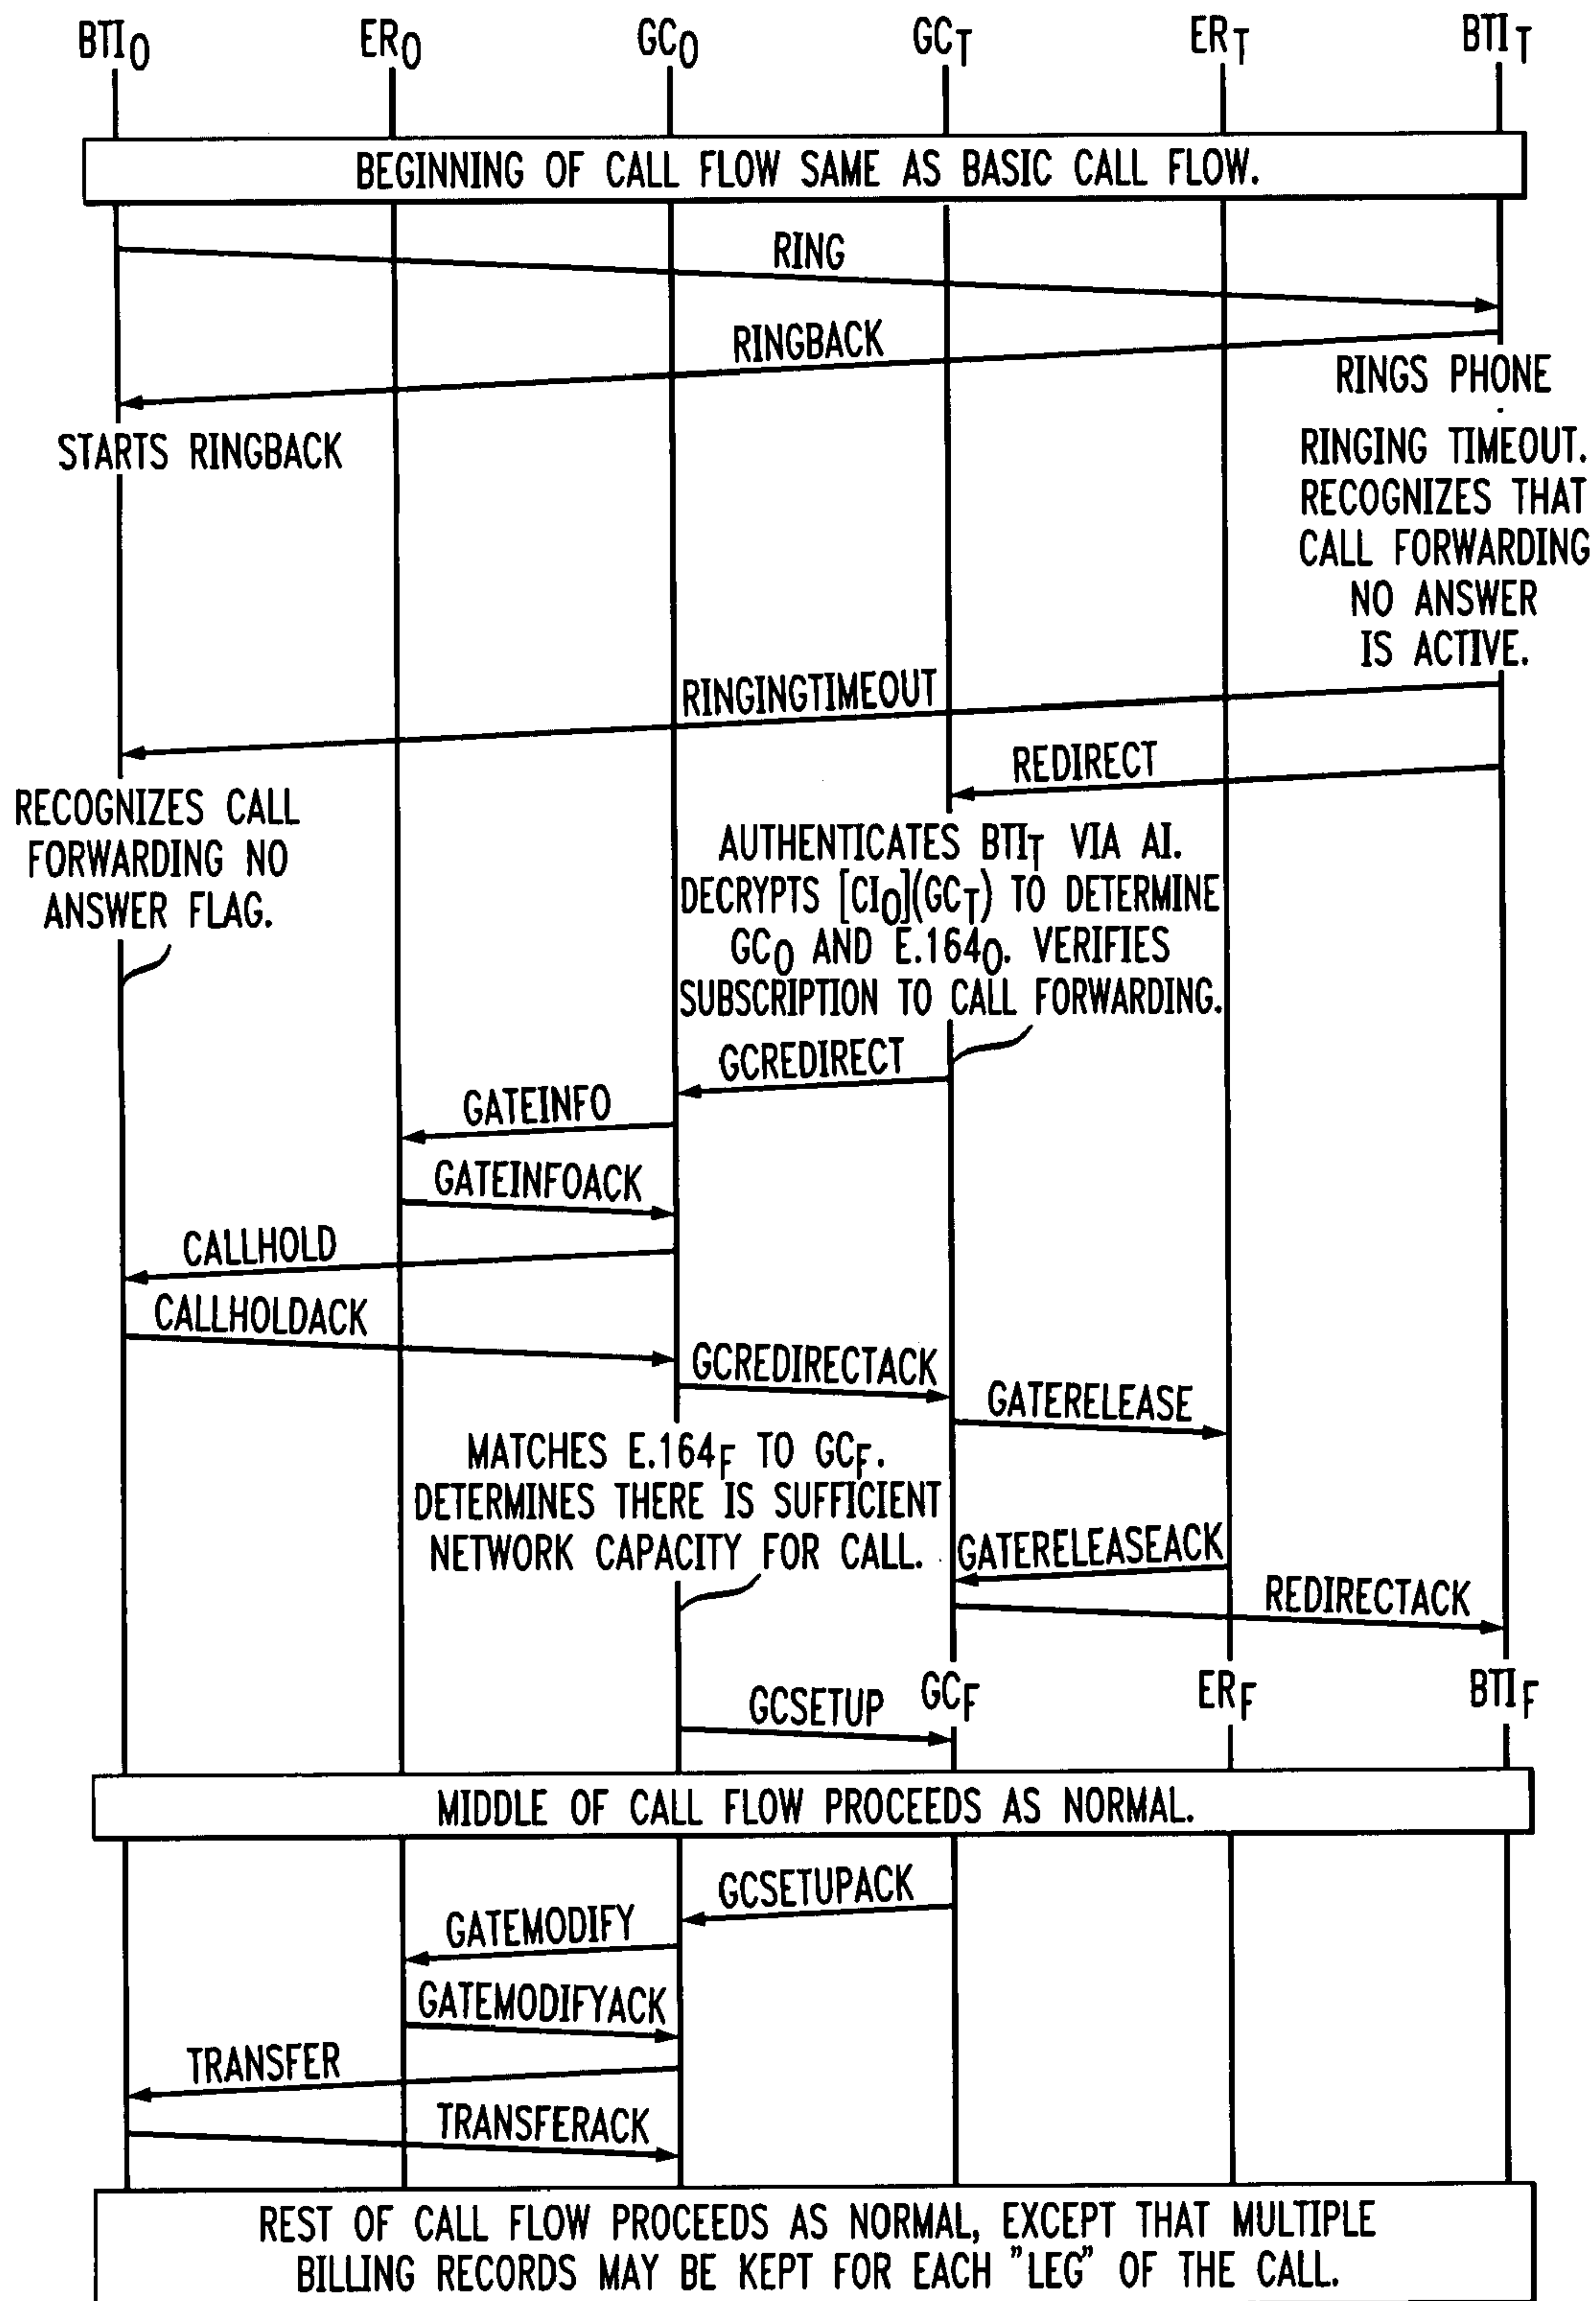 BTIO ERO GCO GCT ERT BTIT
BEGINNING OF CALL FLOW SAME AS BASIC CALL FLOW.
RING
RINGBACK
RINGS PHONE
STARTS RINGBACK
RINGING TIMEOUT.
RECOGNIZES THAT
CALL FORWARDING
NO ANSWER
IS ACTIVE.
RINGINGTIMEOUT
REDIRECT
RECOGNIZES CALL
FORWARDING NO
ANSWER FLAG.
AUTHENTICATES BTIT VIA AI.
DECRYPTS [CIO](GCT) TO DETERMINE
GCO AND E.164O. VERIFIES
SUBSCRIPTION TO CALL FORWARDING.
GCREDIRECT
GATEINFO
GATEINFOACK
CALLHOLD
CALLHOLDACK
GCREDIRECTACK
GATERELEASE
MATCHES E.164F TO GCF.
DETERMINES THERE IS SUFFICIENT
NETWORK CAPACITY FOR CALL.
GATERELEASEACK
REDIRECTACK
GCF ERF BTIF
GCSETUP
MIDDLE OF CALL FLOW PROCEEDS AS NORMAL.
GCSETUPACK
GATEMODIFY
GATEMODIFYACK
TRANSFER
TRANSFERACK
REST OF CALL FLOW PROCEEDS AS NORMAL, EXCEPT THAT MULTIPLE
BILLING RECORDS MAY BE KEPT FOR EACH "LEG" OF THE CALL.